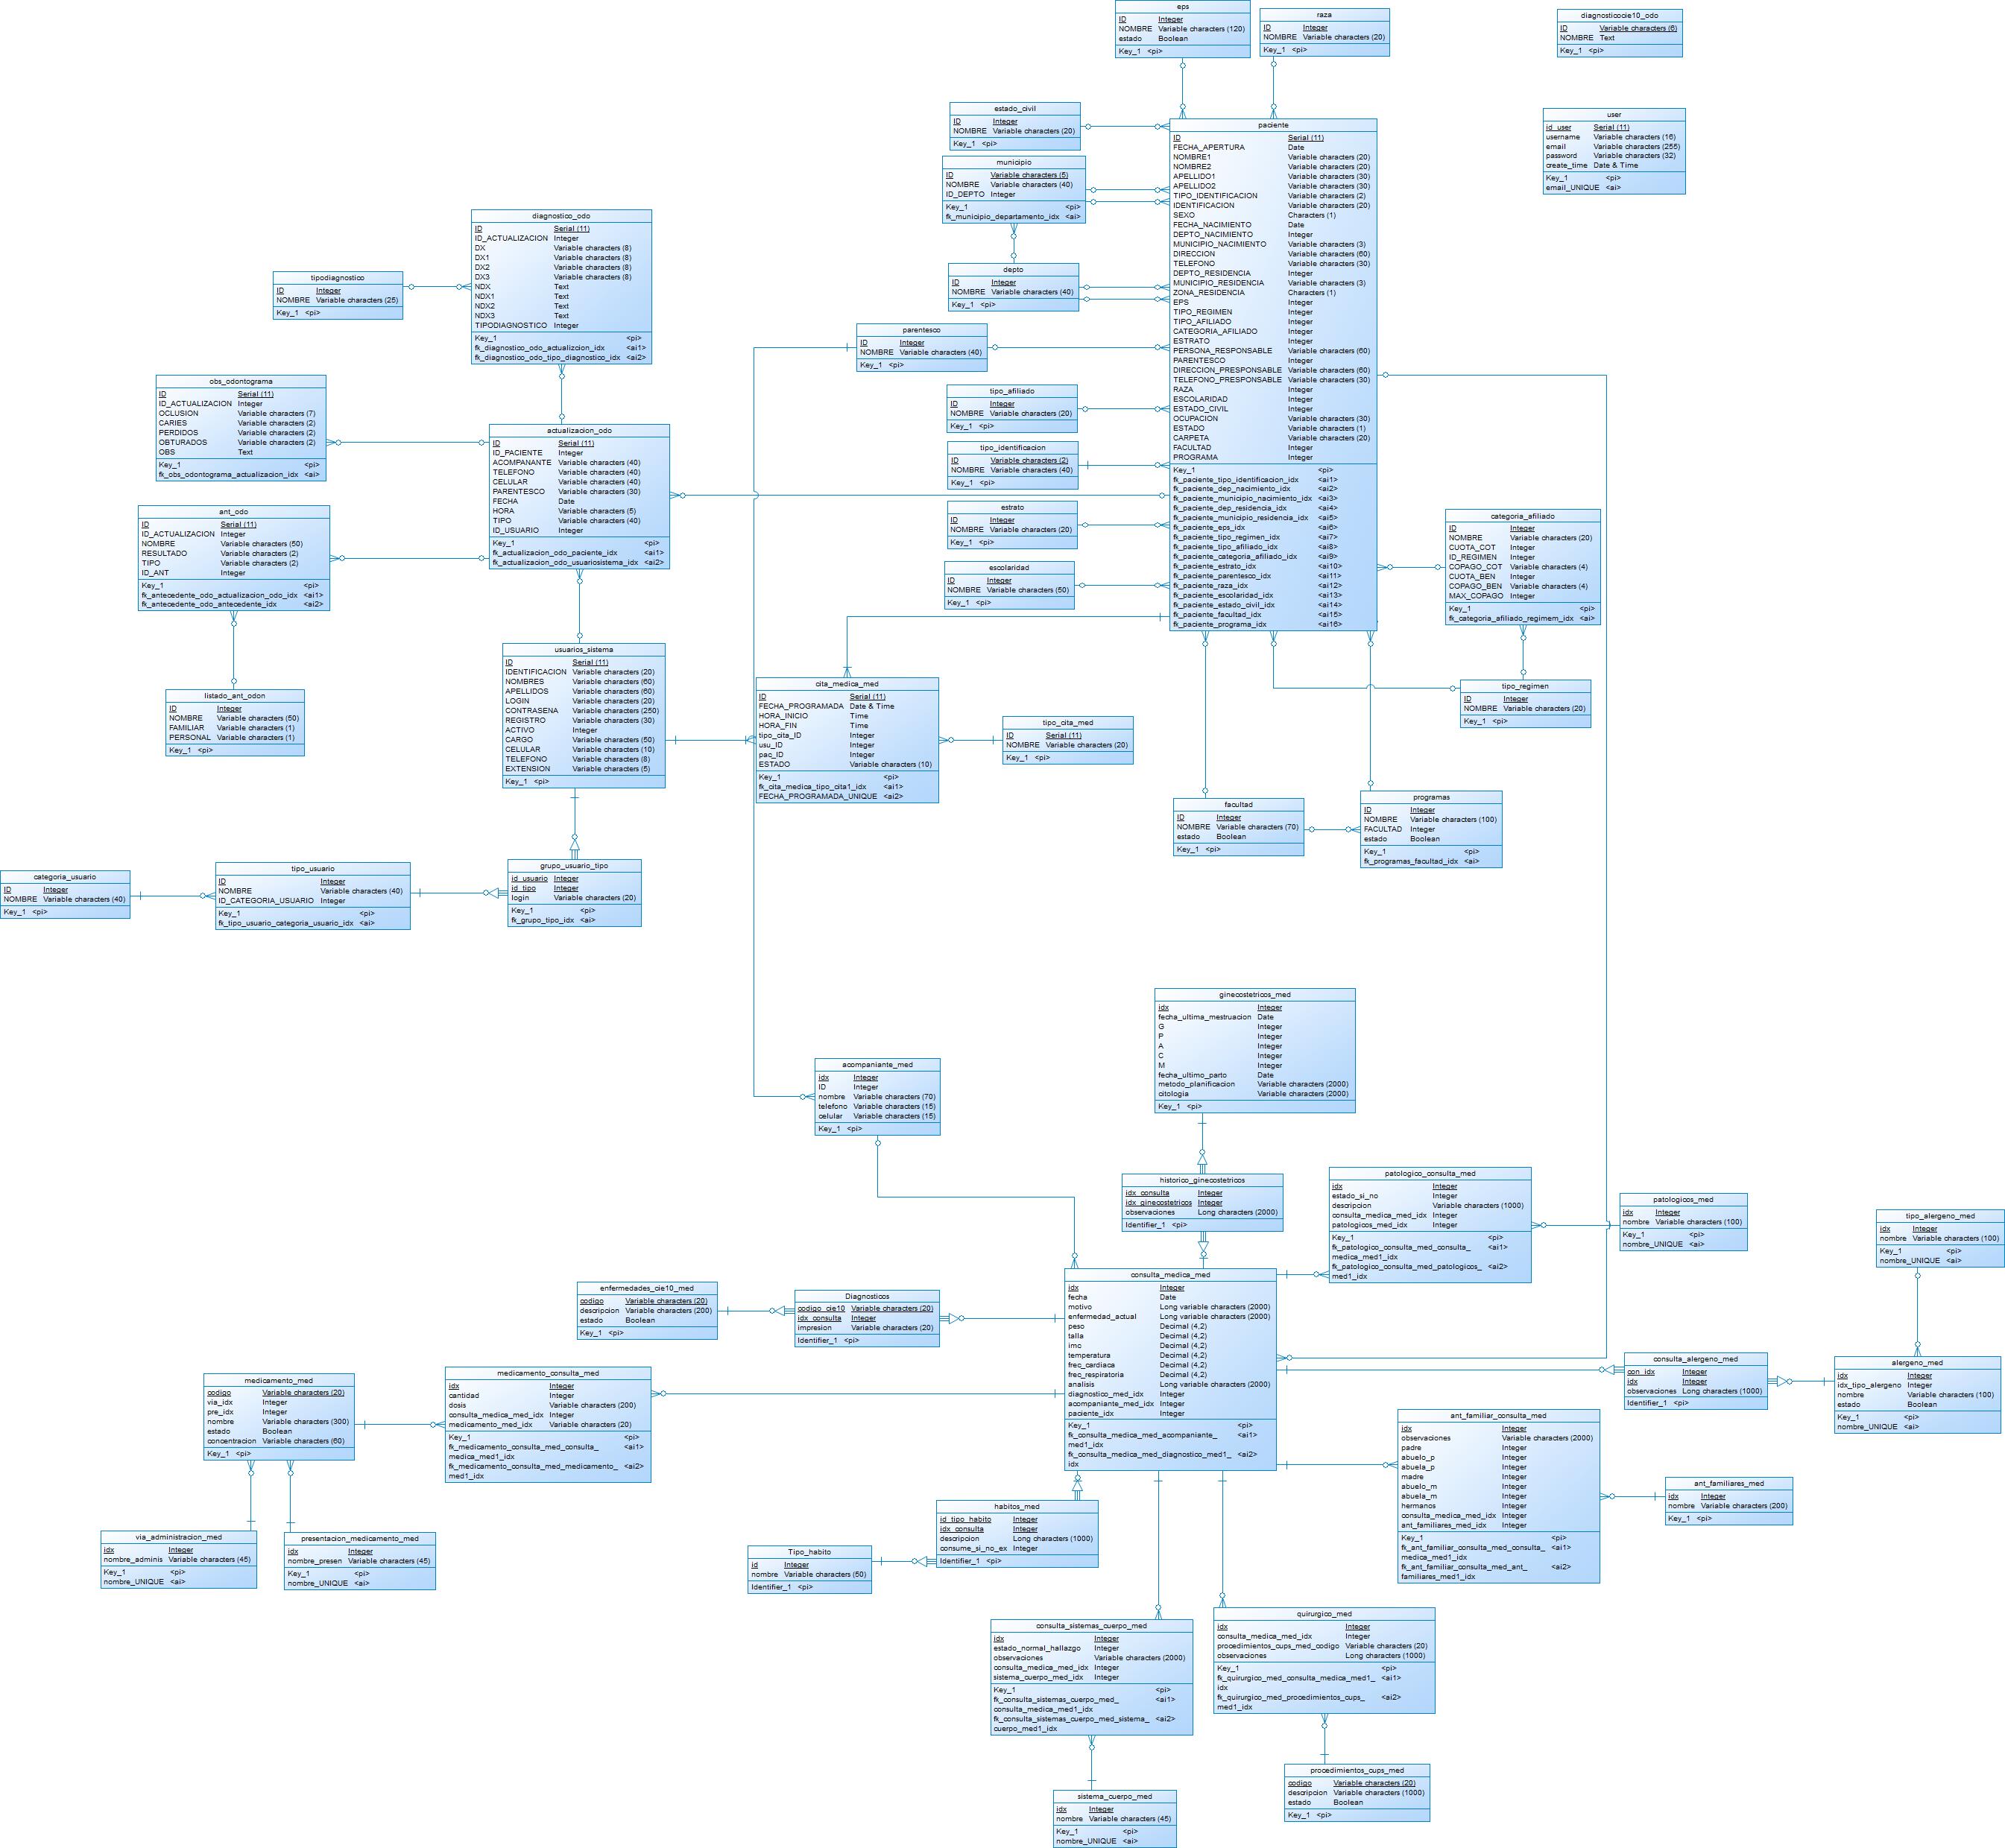 eps
ID Integer
NOMBRE Variable characters (120)
estado Boolean
Key_1 <pi>
raza
ID Integer
NOMBRE Variable characters (20)
Key_1 <pi>
diagnosticocie10_odo
ID Variable characters (6)
NOMBRE Text
Key_1 <pi>
user
id_user Serial (11)
username Variable characters (16)
email Variable characters (255)
password Variable characters (32)
create_time Date & Time
Key_1 <pi>
email_UNIQUE <ai>
estado_civil
ID Integer
NOMBRE Variable characters (20)
Key_1 <pi>
municipio
ID Variable characters (5)
NOMBRE Variable characters (40)
ID_DEPTO Integer
Key_1 <pi>
fk_municipio_departamento_idx <ai>
depto
ID Integer
NOMBRE Variable characters (40)
Key_1 <pi>
paciente
ID Serial (11)
FECHA_APERTURA Date
NOMBRE1 Variable characters (20)
NOMBRE2 Variable characters (20)
APELLIDO1 Variable characters (30)
APELLIDO2 Variable characters (30)
TIPO_IDENTIFICACION Variable characters (2)
IDENTIFICACION Variable characters (20)
SEXO Characters (1)
FECHA_NACIMIENTO Date
DEPTO_NACIMIENTO Integer
MUNICIPIO_NACIMIENTO Variable characters (3)
DIRECCION Variable characters (60)
TELEFONO Variable characters (30)
DEPTO_RESIDENCIA Integer
MUNICIPIO_RESIDENCIA Variable characters (3)
ZONA_RESIDENCIA Characters (1)
EPS Integer
TIPO_REGIMEN Integer
TIPO_AFILIADO Integer
CATEGORIA_AFILIADO Integer
ESTRATO Integer
PERSONA_RESPONSABLE Variable characters (60)
PARENTESCO Integer
DIRECCION_PRESPONSABLE Variable characters (60)
TELEFONO_PRESPONSABLE Variable characters (30)
RAZA Integer
ESCOLARIDAD Integer
ESTADO_CIVIL Integer
OCUPACION Variable characters (30)
ESTADO Variable characters (1)
CARPETA Variable characters (20)
FACULTAD Integer
PROGRAMA Integer
Key_1 <pi>
fk_paciente_tipo_identificacion_idx <ai1>
fk_paciente_dep_nacimiento_idx <ai2>
fk_paciente_municipio_nacimiento_idx <ai3>
fk_paciente_dep_residencia_idx <ai4>
fk_paciente_municipio_residencia_idx <ai5>
fk_paciente_eps_idx <ai6>
fk_paciente_tipo_regimen_idx <ai7>
fk_paciente_tipo_afiliado_idx <ai8>
fk_paciente_categoria_afiliado_idx <ai9>
fk_paciente_estrato_idx <ai10>
fk_paciente_parentesco_idx <ai11>
fk_paciente_raza_idx <ai12>
fk_paciente_escolaridad_idx <ai13>
fk_paciente_estado_civil_idx <ai14>
fk_paciente_facultad_idx <ai15>
fk_paciente_programa_idx <ai16>
diagnostico_odo
ID Serial (11)
ID_ACTUALIZACION Integer
DX Variable characters (8)
DX1 Variable characters (8)
DX2 Variable characters (8)
DX3 Variable characters (8)
NDX Text
NDX1 Text
NDX2 Text
NDX3 Text
TIPODIAGNOSTICO Integer
Key_1 <pi>
fk_diagnostico_odo_actualizcion_idx <ai1>
fk_diagnostico_odo_tipo_diagnostico_idx <ai2>
tipodiagnostico
ID Integer
NOMBRE Variable characters (25)
Key_1 <pi>
parentesco
ID Integer
NOMBRE Variable characters (40)
Key_1 <pi>
tipo_afiliado
ID Integer
NOMBRE Variable characters (20)
Key_1 <pi>
tipo_identificacion
ID Variable characters (2)
NOMBRE Variable characters (40)
Key_1 <pi>
estrato
ID Integer
NOMBRE Variable characters (20)
Key_1 <pi>
escolaridad
ID Integer
NOMBRE Variable characters (50)
Key_1 <pi>
obs_odontograma
ID Serial (11)
ID_ACTUALIZACION Integer
OCLUSION Variable characters (7)
CARIES Variable characters (2)
PERDIDOS Variable characters (2)
OBTURADOS Variable characters (2)
OBS Text
Key_1 <pi>
fk_obs_odontograma_actualizacion_idx <ai>
actualizacion_odo
ID Serial (11)
ID_PACIENTE Integer
ACOMPANANTE Variable characters (40)
TELEFONO Variable characters (40)
CELULAR Variable characters (40)
PARENTESCO Variable characters (30)
FECHA Date
HORA Variable characters (5)
TIPO Variable characters (40)
ID_USUARIO Integer
Key_1 <pi>
fk_actualizacion_odo_paciente_idx <ai1>
fk_actualizacion_odo_usuariosistema_idx <ai2>
ant_odo
ID Serial (11)
ID_ACTUALIZACION Integer
NOMBRE Variable characters (50)
RESULTADO Variable characters (2)
TIPO Variable characters (2)
ID_ANT Integer
Key_1 <pi>
fk_antecedente_odo_actualizacion_odo_idx <ai1>
fk_antecedente_odo_antecedente_idx <ai2>
categoria_afiliado
ID Integer
NOMBRE Variable characters (20)
CUOTA_COT Integer
ID_REGIMEN Integer
COPAGO_COT Variable characters (4)
CUOTA_BEN Integer
COPAGO_BEN Variable characters (4)
MAX_COPAGO Integer
Key_1 <pi>
fk_categoria_afiliado_regimem_idx <ai>
tipo_regimen
ID Integer
NOMBRE Variable characters (20)
Key_1 <pi>
listado_ant_odon
ID Integer
NOMBRE Variable characters (50)
FAMILIAR Variable characters (1)
PERSONAL Variable characters (1)
Key_1 <pi>
usuarios_sistema
ID Serial (11)
IDENTIFICACION Variable characters (20)
NOMBRES Variable characters (60)
APELLIDOS Variable characters (60)
LOGIN Variable characters (20)
CONTRASENA Variable characters (250)
REGISTRO Variable characters (30)
ACTIVO Integer
CARGO Variable characters (50)
CELULAR Variable characters (10)
TELEFONO Variable characters (8)
EXTENSION Variable characters (5)
Key_1 <pi>
cita_medica_med
ID Serial (11)
FECHA_PROGRAMADA Date & Time
HORA_INICIO Time
HORA_FIN Time
tipo_cita_ID Integer
usu_ID Integer
pac_ID Integer
ESTADO Variable characters (10)
Key_1 <pi>
fk_cita_medica_tipo_cita1_idx <ai1>
FECHA_PROGRAMADA_UNIQUE <ai2>
tipo_cita_med
ID Serial (11)
NOMBRE Variable characters (20)
Key_1 <pi>
facultad
ID Integer
NOMBRE Variable characters (70)
estado Boolean
Key_1 <pi>
programas
ID Integer
NOMBRE Variable characters (100)
FACULTAD Integer
estado Boolean
Key_1 <pi>
fk_programas_facultad_idx <ai>
categoria_usuario
ID Integer
NOMBRE Variable characters (40)
Key_1 <pi>
tipo_usuario
ID Integer
NOMBRE Variable characters (40)
ID_CATEGORIA_USUARIO Integer
Key_1 <pi>
fk_tipo_usuario_categoria_usuario_idx <ai>
grupo_usuario_tipo
id_usuario Integer
id_tipo Integer
login Variable characters (20)
Key_1 <pi>
fk_grupo_tipo_idx <ai>
ginecostetricos_med
idx Integer
fecha_ultima_mestruacion Date
G Integer
P Integer
A Integer
C Integer
M Integer
fecha_ultimo_parto Date
metodo_planificacion Variable characters (2000)
citologia Variable characters (2000)
Key_1 <pi>
acompaniante_med
idx Integer
ID Integer
nombre Variable characters (70)
telefono Variable characters (15)
celular Variable characters (15)
Key_1 <pi>
historico_ginecostetricos
idx_consulta Integer
idx_ginecostetricos Integer
observaciones Long characters (2000)
Identifier_1 <pi>
patologico_consulta_med
idx Integer
estado_si_no Integer
descripcion Variable characters (1000)
consulta_medica_med_idx Integer
patologicos_med_idx Integer
Key_1 <pi>
fk_patologico_consulta_med_consulta_ <ai1>
medica_med1_idx
fk_patologico_consulta_med_patologicos_ <ai2>
med1_idx
patologicos_med
idx Integer
nombre Variable characters (100)
Key_1 <pi>
nombre_UNIQUE <ai>
tipo_alergeno_med
idx Integer
nombre Variable characters (100)
Key_1 <pi>
nombre_UNIQUE <ai>
enfermedades_cie10_med
codigo Variable characters (20)
descripcion Variable characters (200)
estado Boolean
Key_1 <pi>
Diagnosticos
codigo_cie10 Variable characters (20)
idx_consulta Integer
impresion Variable characters (20)
Identifier_1 <pi>
consulta_medica_med
idx Integer
fecha Date
motivo Long variable characters (2000)
enfermedad_actual Long variable characters (2000)
peso Decimal (4,2)
talla Decimal (4,2)
imc Decimal (4,2)
temperatura Decimal (4,2)
frec_cardiaca Decimal (4,2)
frec_respiratoria Decimal (4,2)
analisis Long variable characters (2000)
diagnostico_med_idx Integer
acompaniante_med_idx Integer
paciente_idx Integer
Key_1 <pi>
fk_consulta_medica_med_acompaniante_ <ai1>
med1_idx
fk_consulta_medica_med_diagnostico_med1_ <ai2>
idx
consulta_alergeno_med
con_idx Integer
idx Integer
observaciones Long characters (1000)
Identifier_1 <pi>
alergeno_med
idx Integer
idx_tipo_alergeno Integer
nombre Variable characters (100)
estado Boolean
Key_1 <pi>
nombre_UNIQUE <ai>
medicamento_med
codigo Variable characters (20)
via_idx Integer
pre_idx Integer
nombre Variable characters (300)
estado Boolean
concentracion Variable characters (60)
Key_1 <pi>
medicamento_consulta_med
idx Integer
cantidad Integer
dosis Variable characters (200)
consulta_medica_med_idx Integer
medicamento_med_idx Variable characters (20)
Key_1 <pi>
fk_medicamento_consulta_med_consulta_ <ai1>
medica_med1_idx
fk_medicamento_consulta_med_medicamento_ <ai2>
med1_idx
ant_familiar_consulta_med
idx Integer
observaciones Variable characters (2000)
padre Integer
abuelo_p Integer
abuela_p Integer
madre Integer
abuelo_m Integer
abuela_m Integer
hermanos Integer
consulta_medica_med_idx Integer
ant_familiares_med_idx Integer
Key_1 <pi>
fk_ant_familiar_consulta_med_consulta_ <ai1>
medica_med1_idx
fk_ant_familiar_consulta_med_ant_ <ai2>
familiares_med1_idx
ant_familiares_med
idx Integer
nombre Variable characters (200)
Key_1 <pi>
via_administracion_med
idx Integer
nombre_adminis Variable characters (45)
Key_1 <pi>
nombre_UNIQUE <ai>
presentacion_medicamento_med
idx Integer
nombre_presen Variable characters (45)
Key_1 <pi>
nombre_UNIQUE <ai>
habitos_med
id_tipo_habito Integer
idx_consulta Integer
descripcion Long characters (1000)
consume_si_no_ex Integer
Identifier_1 <pi>
Tipo_habito
id Integer
nombre Variable characters (50)
Identifier_1 <pi>
consulta_sistemas_cuerpo_med
idx Integer
estado_normal_hallazgo Integer
observaciones Variable characters (2000)
consulta_medica_med_idx Integer
sistema_cuerpo_med_idx Integer
Key_1 <pi>
fk_consulta_sistemas_cuerpo_med_ <ai1>
consulta_medica_med1_idx
fk_consulta_sistemas_cuerpo_med_sistema_ <ai2>
cuerpo_med1_idx
quirurgico_med
idx Integer
consulta_medica_med_idx Integer
procedimientos_cups_med_codigo Variable characters (20)
observaciones Long characters (1000)
Key_1 <pi>
fk_quirurgico_med_consulta_medica_med1_ <ai1>
idx
fk_quirurgico_med_procedimientos_cups_ <ai2>
med1_idx
procedimientos_cups_med
codigo Variable characters (20)
descripcion Variable characters (1000)
estado Boolean
Key_1 <pi>
sistema_cuerpo_med
idx Integer
nombre Variable characters (45)
Key_1 <pi>
nombre_UNIQUE <ai>